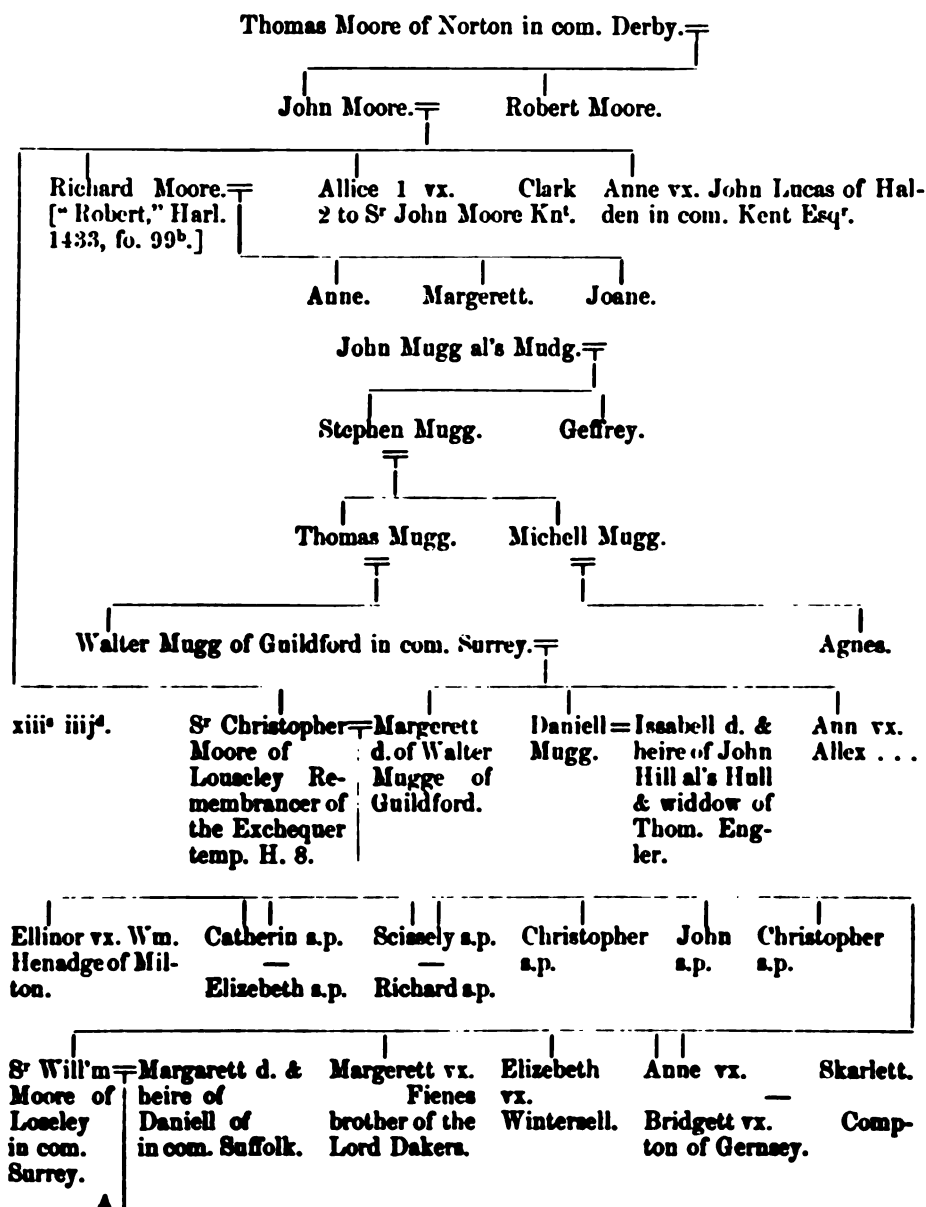 Thomas Moore of Norton in com. Derby.
John Moore. Robert Moore.
Richard Moore.
["Robert," Harl.
1433, fo. 99ᵇ.]
Allice 1 vx. Clark
2 to Sʳ John Moore Knᵗ.
Anne vx. John Lucas of Hal-
den in com. Kent Esqʳ.
Anne. Margerett. Joane.
John Mugg al's Mudg.
Stephen Mugg. Geffrey.
Thomas Mugg. Michell Mugg.
Walter Mugg of Guildford in com. Surrey. Agnes.
xiiiˢ iiijᵈ.
Sʳ Christopher
Moore of
Louseley Re-
membrancer of
the Exchequer
temp. H. 8.
Margerett
d. of Walter
Mugge of
Guildford.
Daniell
Mugg.
Issabell d. &
heire of John
Hill al's Hull
& widdow of
Thom. Eng-
ler.
Ann vx.
Allex . . .
Ellinor vx. Wm.
Henadge of Mil-
ton.
Catherin s.p.
—
Elizebeth s.p.
Scissely s.p.
—
Richard s.p.
Christopher
s.p.
John
s.p.
Christopher
s.p.
Sʳ Will'm
Moore of
Loseley
in com.
Surrey.
Margarett d. &
heire of
Daniell of
in com. Suffolk.
Margerett vx.
Fienes
brother of the
Lord Dakers.
Elizebeth
vx.
Wintersell.
Anne vx. Skarlett.
—
Bridgett vx. Comp-
ton of Gernsey.
A